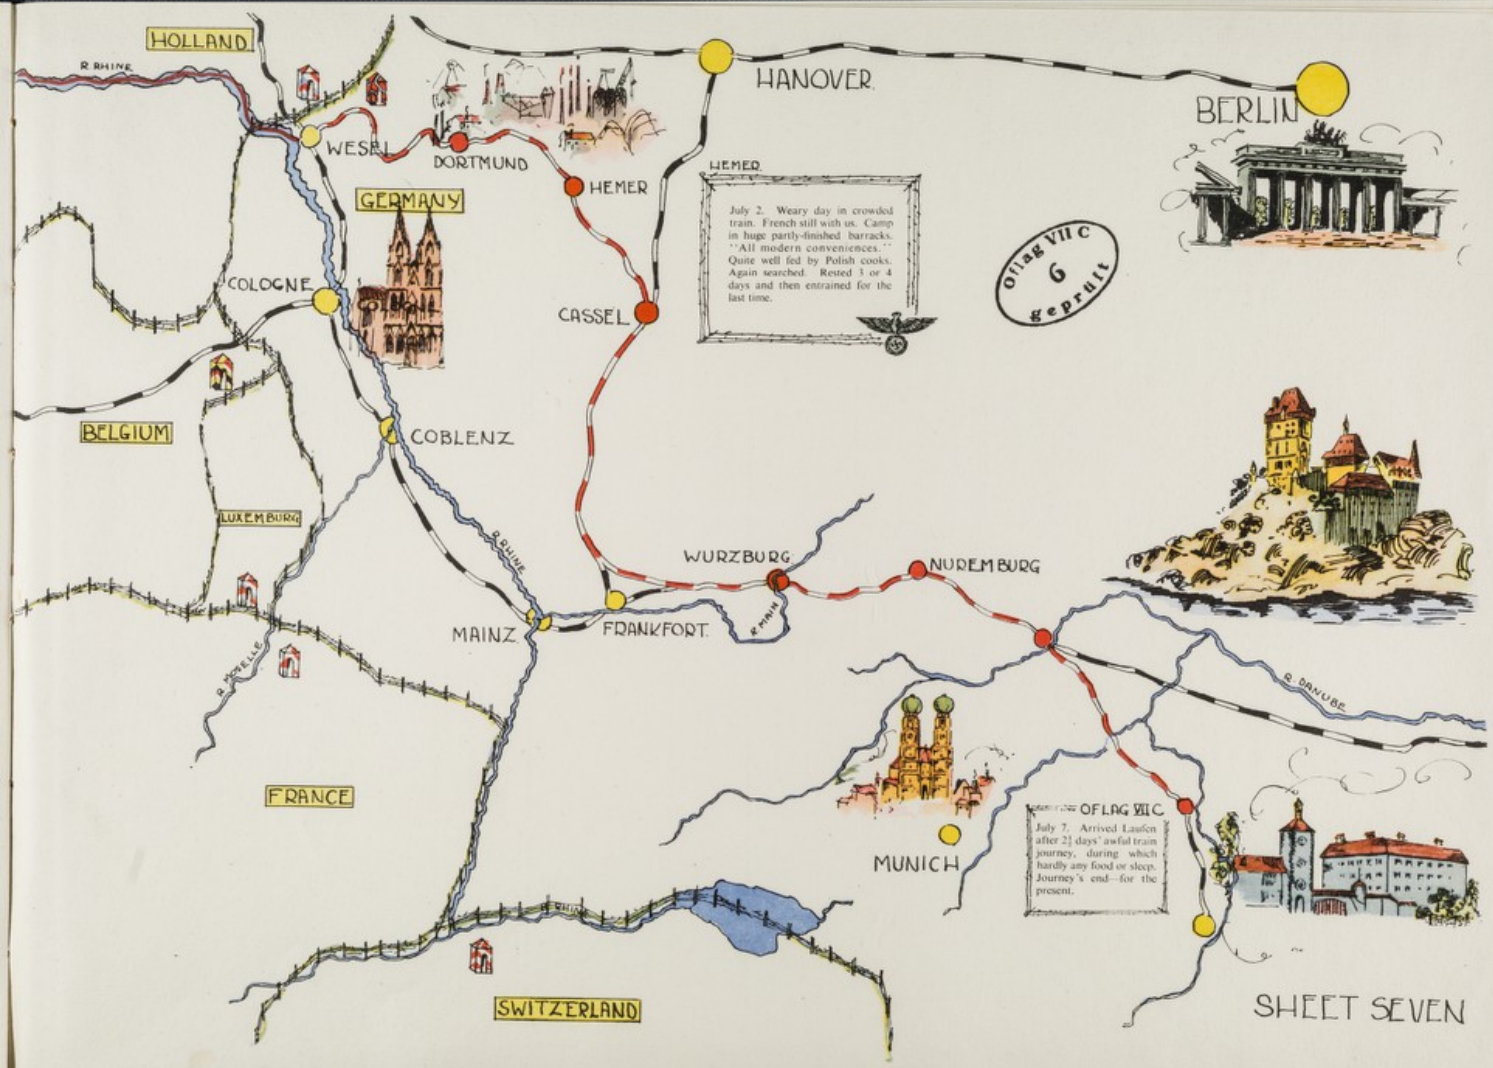 HOLLAND
R. RHINE
HANOVER.
BERLIN
WESEL
DORTMUND
HEMER
GERMANY
HEMER.
July 2. Weary day in crowded
train. French still with us. Camp
in huge partly-finished barracks.
"All modern conveniences."
Quite well fed by Polish cooks.
Again searched. Rested 3 or 4
days and then entrained for the
last time.
Oflag VII C
6
geprüft
COLOGNE
CASSEL
BELGIUM
COBLENZ
LUXEMBURG
R. RHINE
WURZBURG
NUREMBURG
R. MAIN
MAINZ
FRANKFORT.
R. MOSELLE
R. DANUBE
FRANCE
OFLAG VII C
July 7. Arrived Laufen
after 2½ days' awful train
journey, during which
hardly any food or sleep.
Journey's end—for the
present.
MUNICH
R. RHINE
SWITZERLAND
SHEET SEVEN